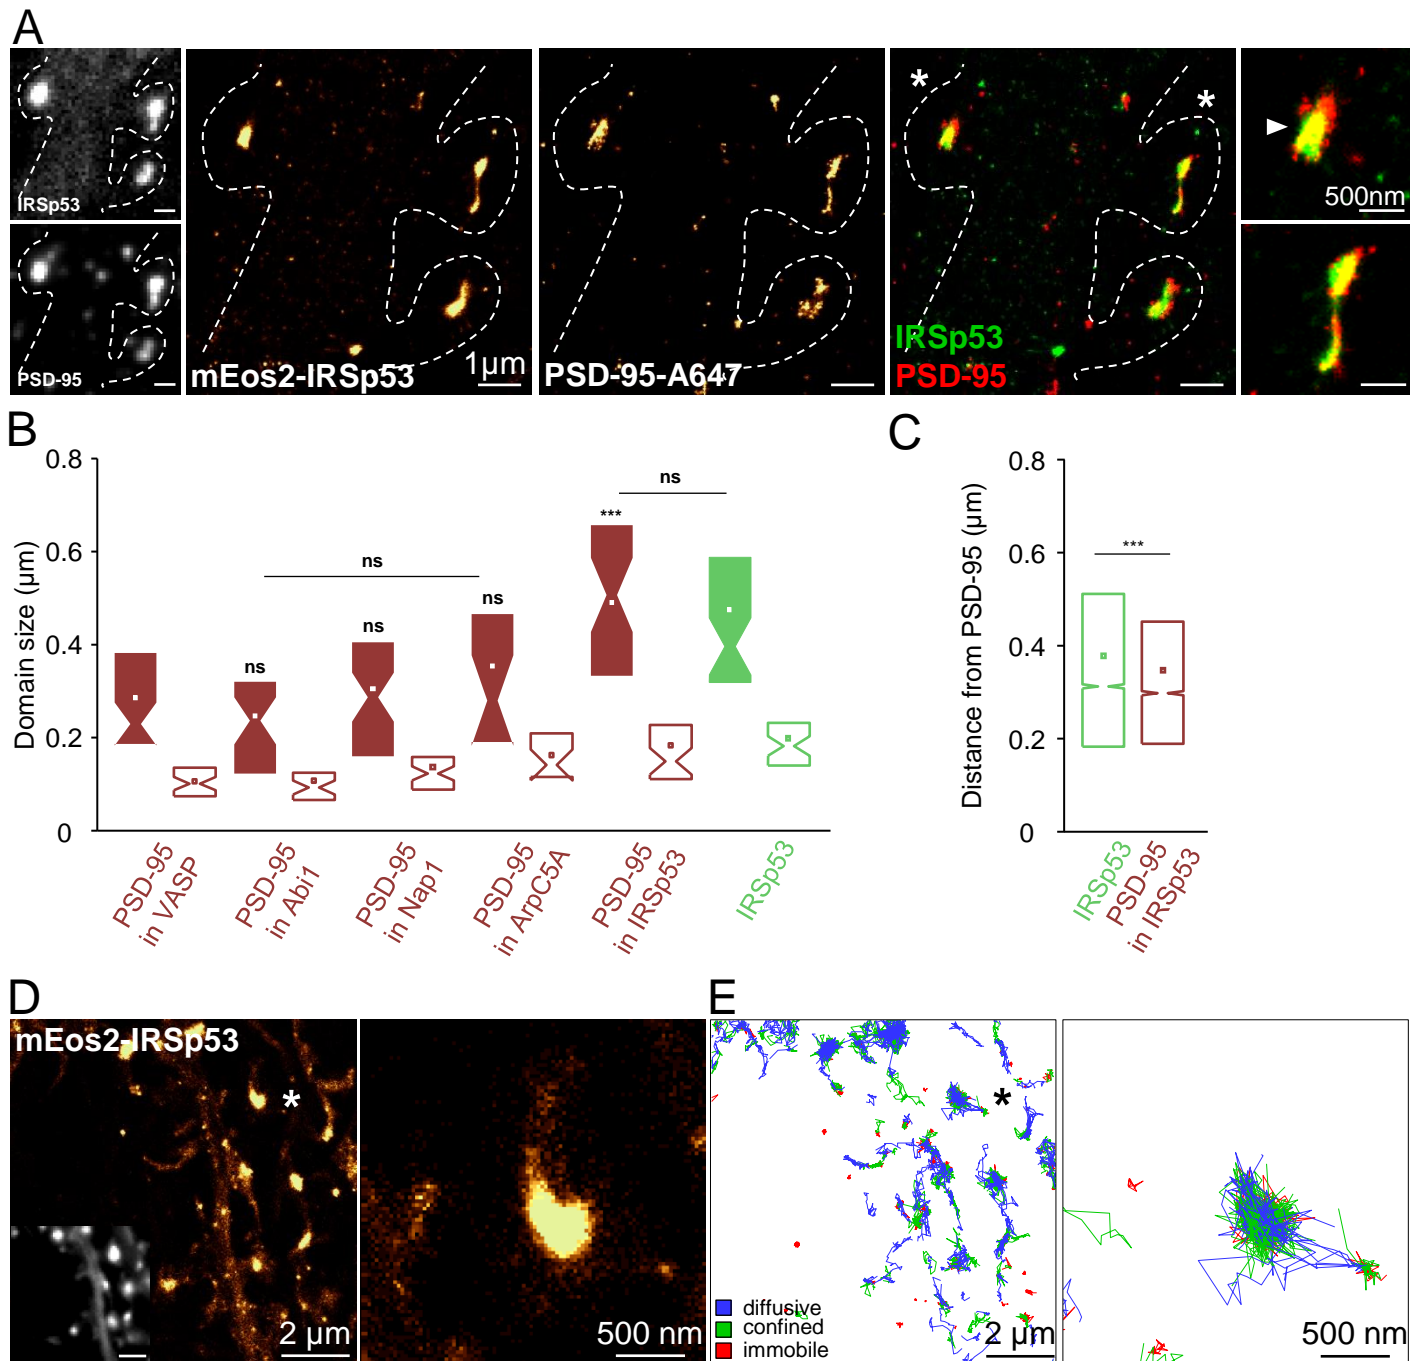 A
IRSp53
PSD-95
mEos2-IRSp53
1µm
PSD-95-A647
*
*
IRSp53
PSD-95
500nm
B
Domain size (µm)
0.8
0.6
0.4
0.2
0
ns
ns
ns
ns
***
ns
PSD-95
in VASP
PSD-95
in Abi1
PSD-95
in Nap1
PSD-95
in ArpC5A
PSD-95
in IRSp53
IRSp53
C
Distance from PSD-95 (µm)
0.8
0.6
0.4
0.2
0
***
IRSp53
PSD-95
in IRSp53
D
mEos2-IRSp53
*
2 µm
500 nm
E
*
diffusive
confined
immobile
2 µm
500 nm